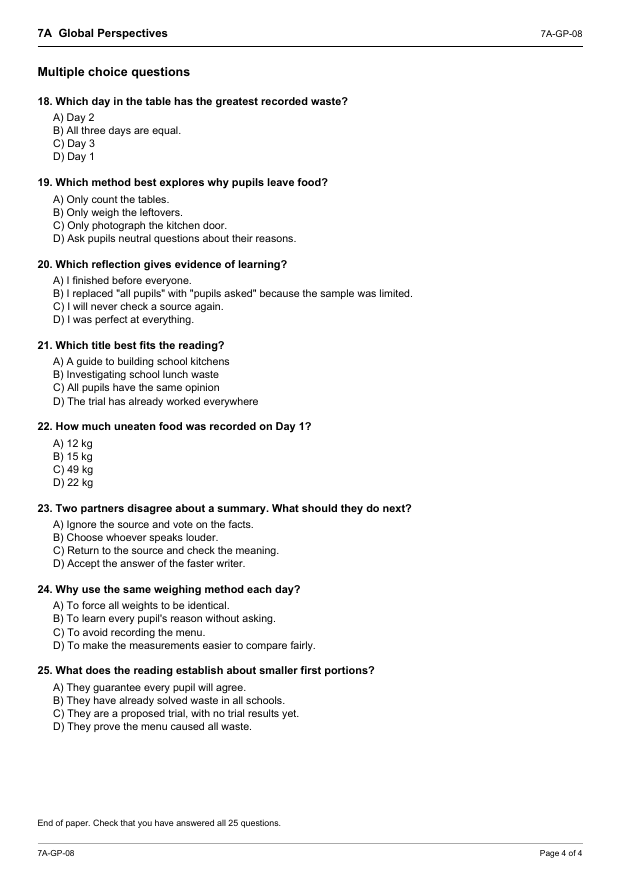 7A Global Perspectives
7A-GP-08
Multiple choice questions
18. Which day in the table has the greatest recorded waste?
A) Day 2
B) All three days are equal.
C) Day 3
D) Day 1
19. Which method best explores why pupils leave food?
A) Only count the tables.
B) Only weigh the leftovers.
C) Only photograph the kitchen door.
D) Ask pupils neutral questions about their reasons.
20. Which reflection gives evidence of learning?
A) I finished before everyone.
B) I replaced "all pupils" with "pupils asked" because the sample was limited.
C) I will never check a source again.
D) I was perfect at everything.
21. Which title best fits the reading?
A) A guide to building school kitchens
B) Investigating school lunch waste
C) All pupils have the same opinion
D) The trial has already worked everywhere
22. How much uneaten food was recorded on Day 1?
A) 12 kg
B) 15 kg
C) 49 kg
D) 22 kg
23. Two partners disagree about a summary. What should they do next?
A) Ignore the source and vote on the facts.
B) Choose whoever speaks louder.
C) Return to the source and check the meaning.
D) Accept the answer of the faster writer.
24. Why use the same weighing method each day?
A) To force all weights to be identical.
B) To learn every pupil's reason without asking.
C) To avoid recording the menu.
D) To make the measurements easier to compare fairly.
25. What does the reading establish about smaller first portions?
A) They guarantee every pupil will agree.
B) They have already solved waste in all schools.
C) They are a proposed trial, with no trial results yet.
D) They prove the menu caused all waste.
End of paper. Check that you have answered all 25 questions.
7A-GP-08
Page 4 of 4